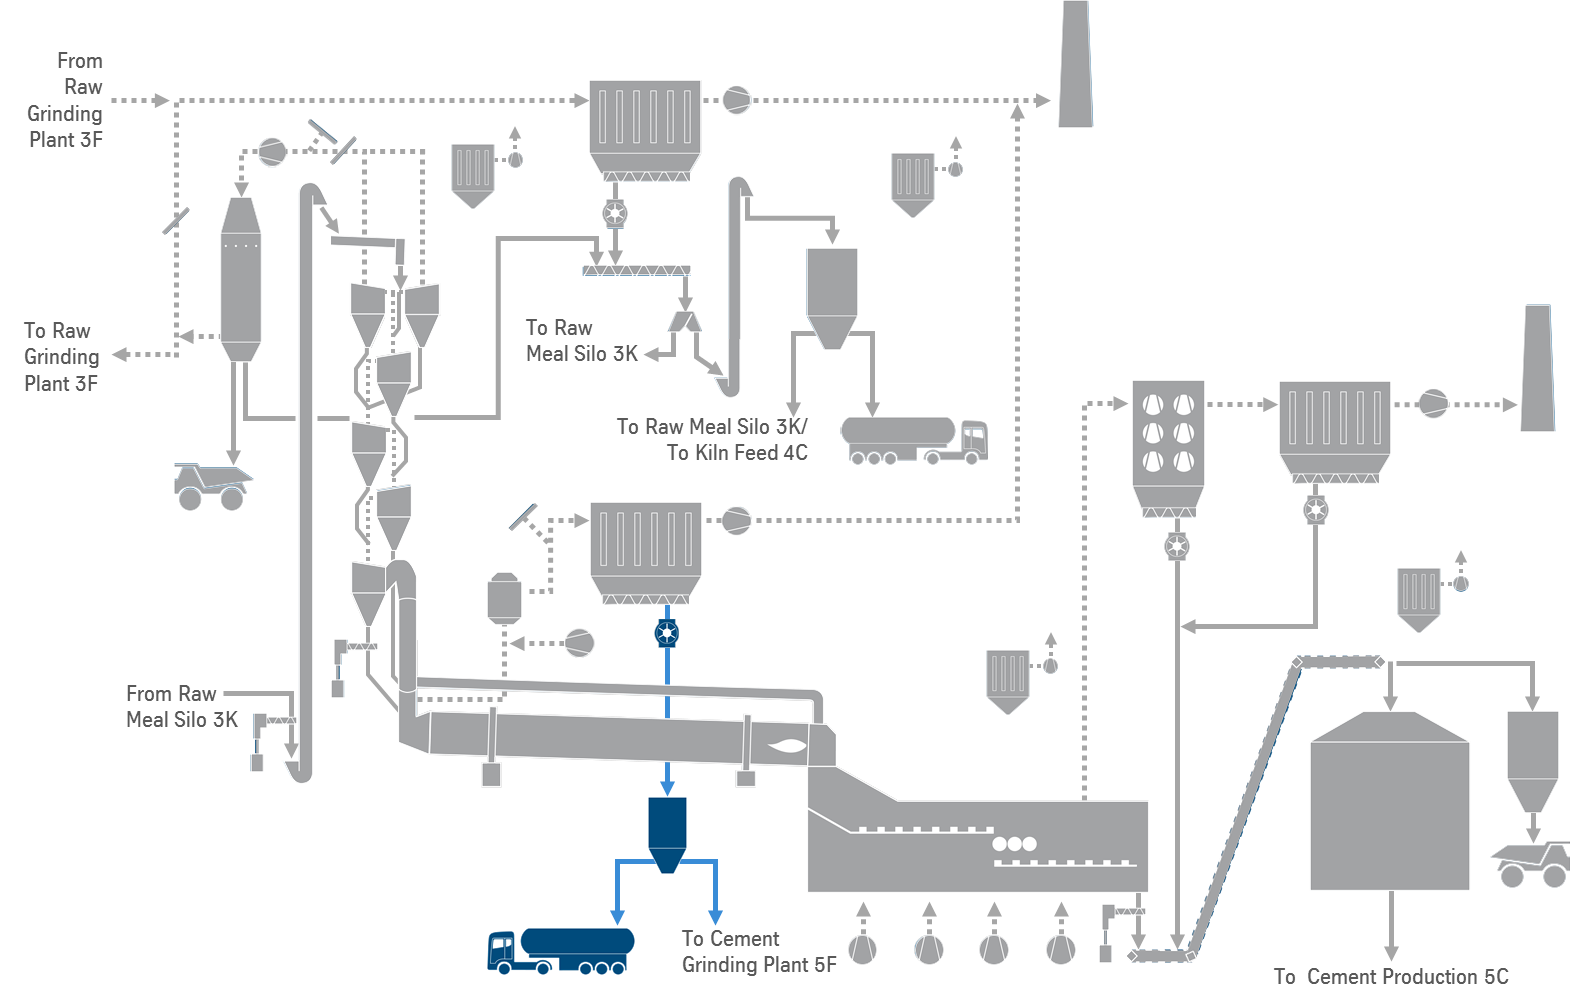 From
Raw
Grinding
Plant 3F
To Raw
Grinding
Plant 3F
To Raw
Meal Silo 3K
To Raw Meal Silo 3K/
To Kiln Feed 4C
From Raw
Meal Silo 3K
To Cement
Grinding Plant 5F
To Cement Production 5C